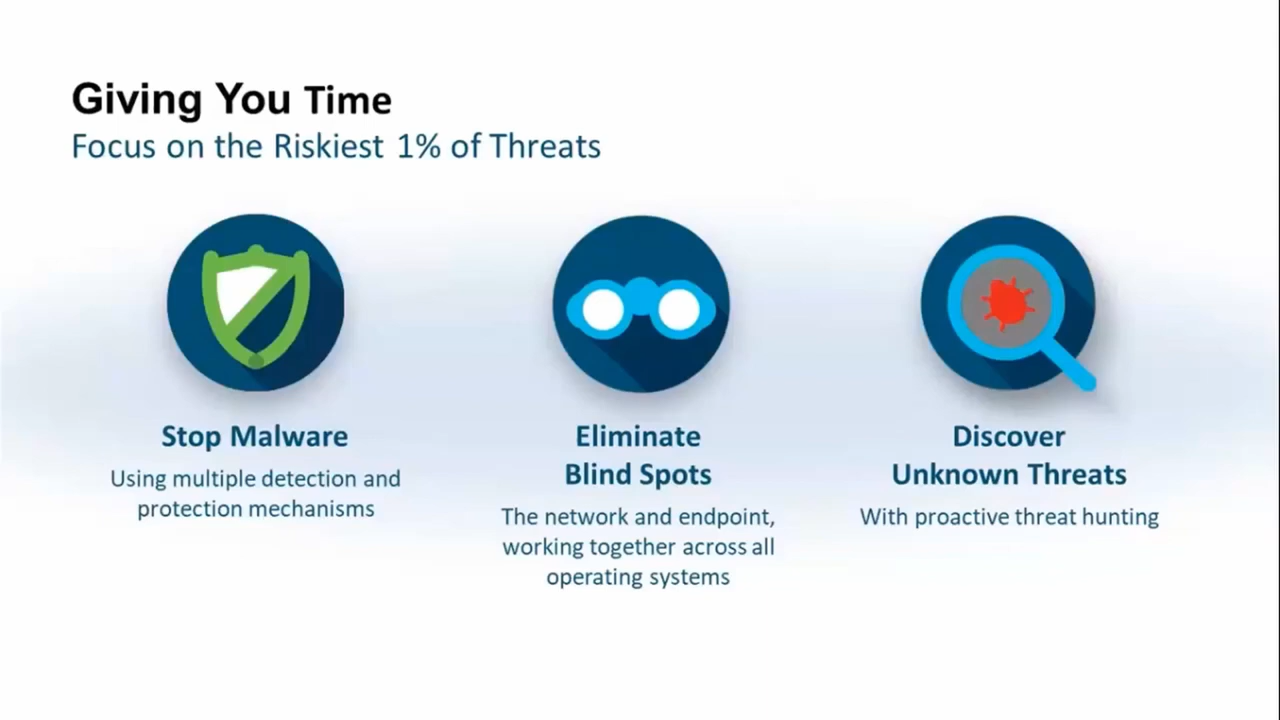 Giving You Time
Focus on the Riskiest 1% of Threats
Stop Malware
Using multiple detection and
protection mechanisms
Eliminate
Blind Spots
The network and endpoint,
working together across all
operating systems
Discover
Unknown Threats
With proactive threat hunting